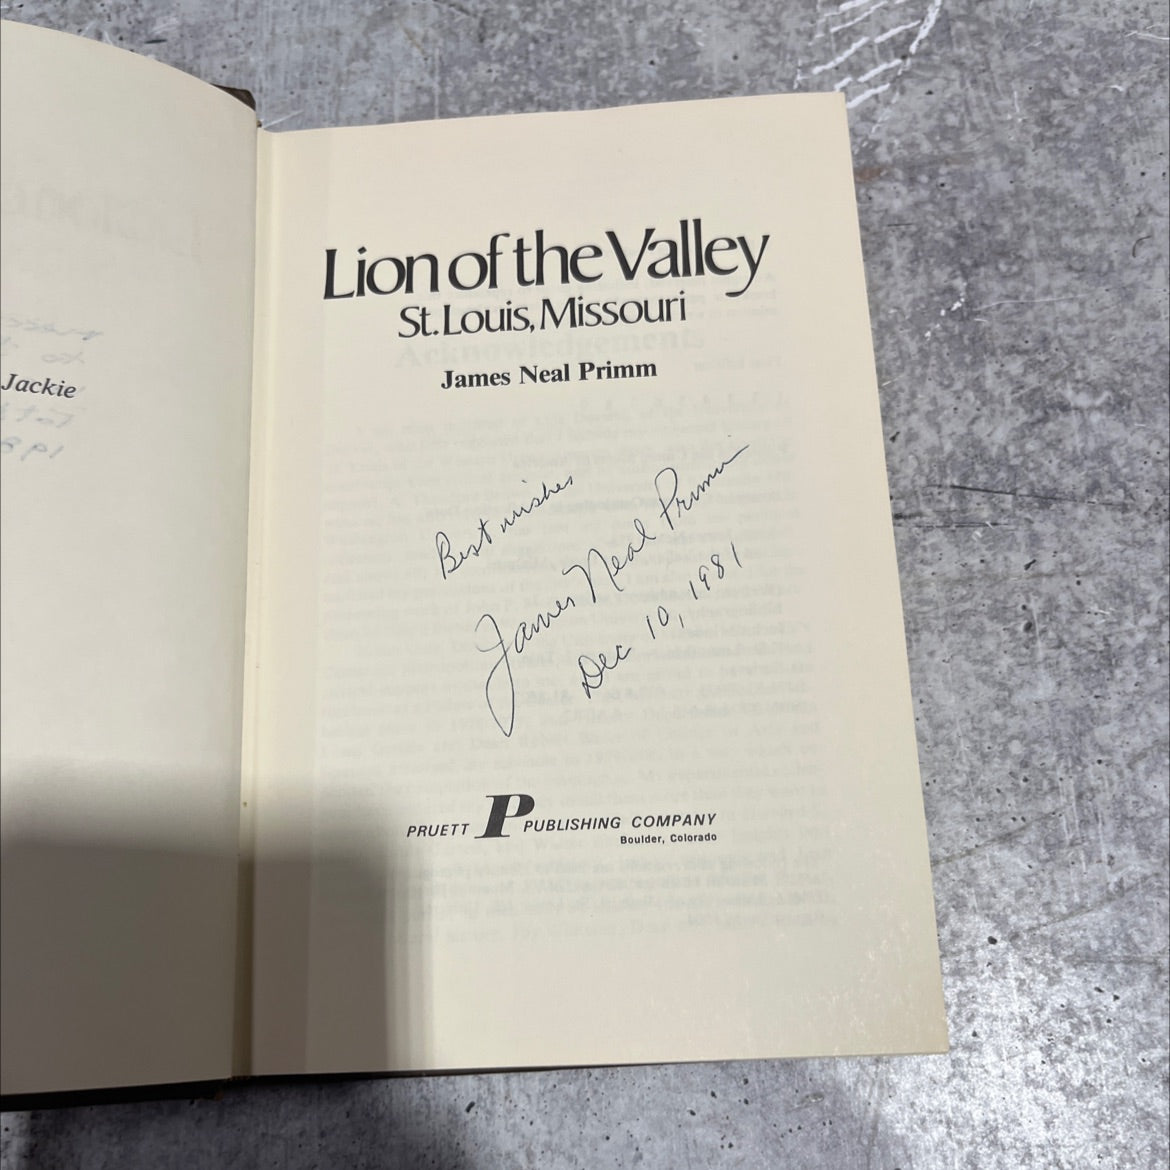 Jackie
Lion of the Valley
St. Louis, Missouri
James Neal Primm
Best wishes
James Neal Primm
Dec 10, 1981
PRUETT P PUBLISHING COMPANY
Boulder, Colorado